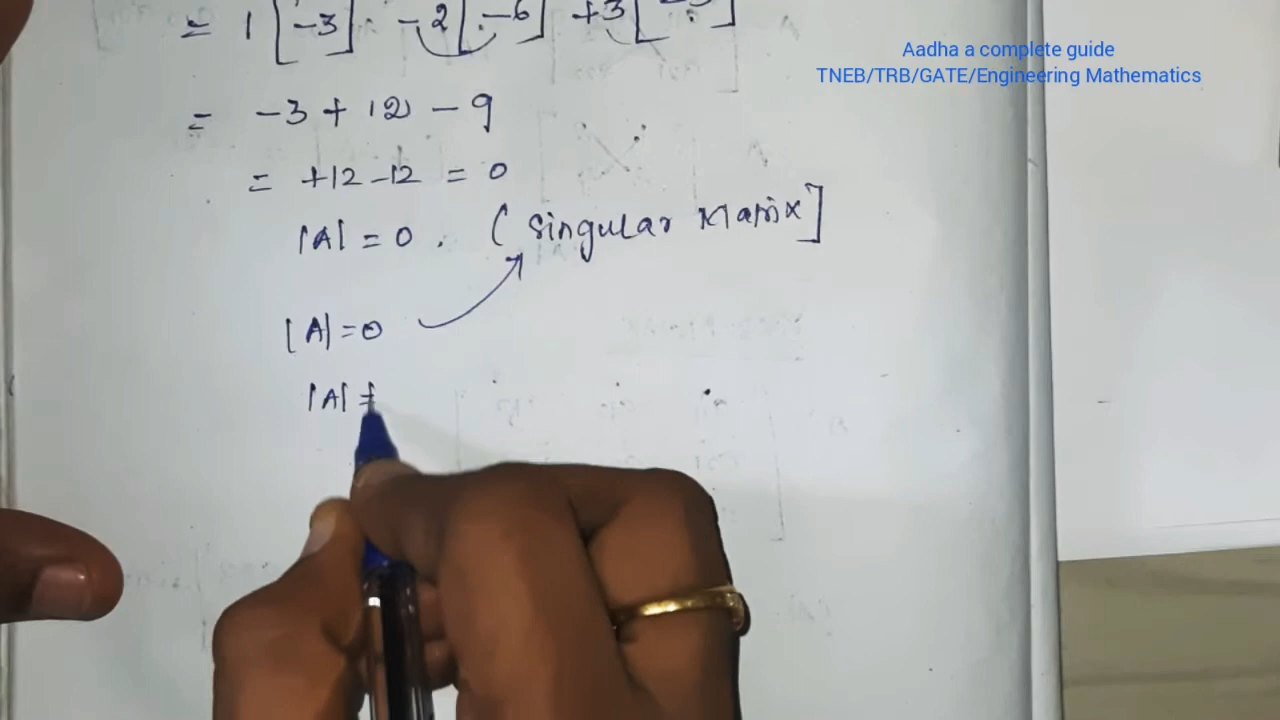 = 1 [-3] -2[-6] +3[-3]
Aadha a complete guide
TNEB/TRB/GATE/Engineering Mathematics
= -3 + 12 - 9
= +12 -12 = 0
|A| = 0 . ( Singular Matrix ]
|A| = 0
|A| ≠